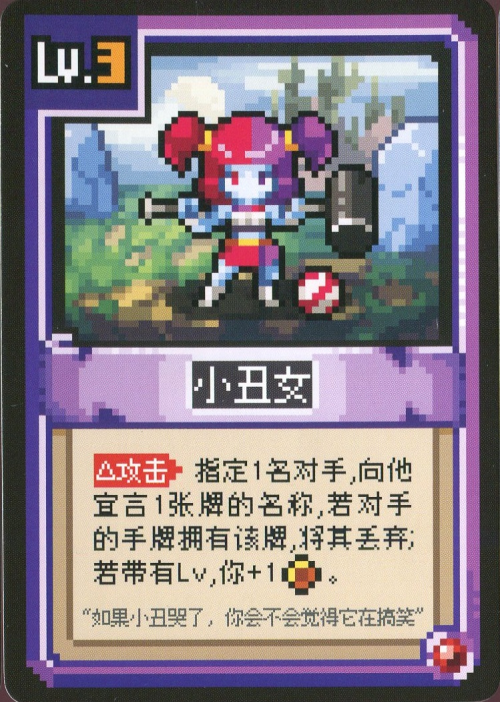 Lv.3
小丑女
△攻击 指定1名对手,向他
宣言1张牌的名称,若对手
的手牌拥有该牌,将其丢弃;
若带有Lv,你+1 。
“如果小丑哭了，你会不会觉得它在搞笑”